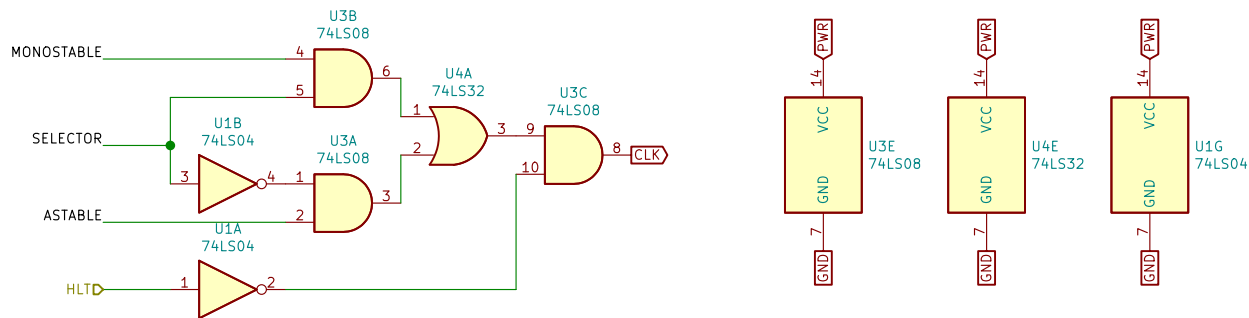 U3B
74LS08
MONOSTABLE
4
5
6
U4A
74LS32
1
2
3
U3C
74LS08
9
10
8
CLK
SELECTOR
U1B
74LS04
3
4
U3A
74LS08
1
2
3
ASTABLE
U1A
74LS04
HLT
1
2
PWR
14
VCC
GND
U3E
74LS08
7
GND
PWR
14
VCC
GND
U4E
74LS32
7
GND
PWR
14
VCC
GND
U1G
74LS04
7
GND